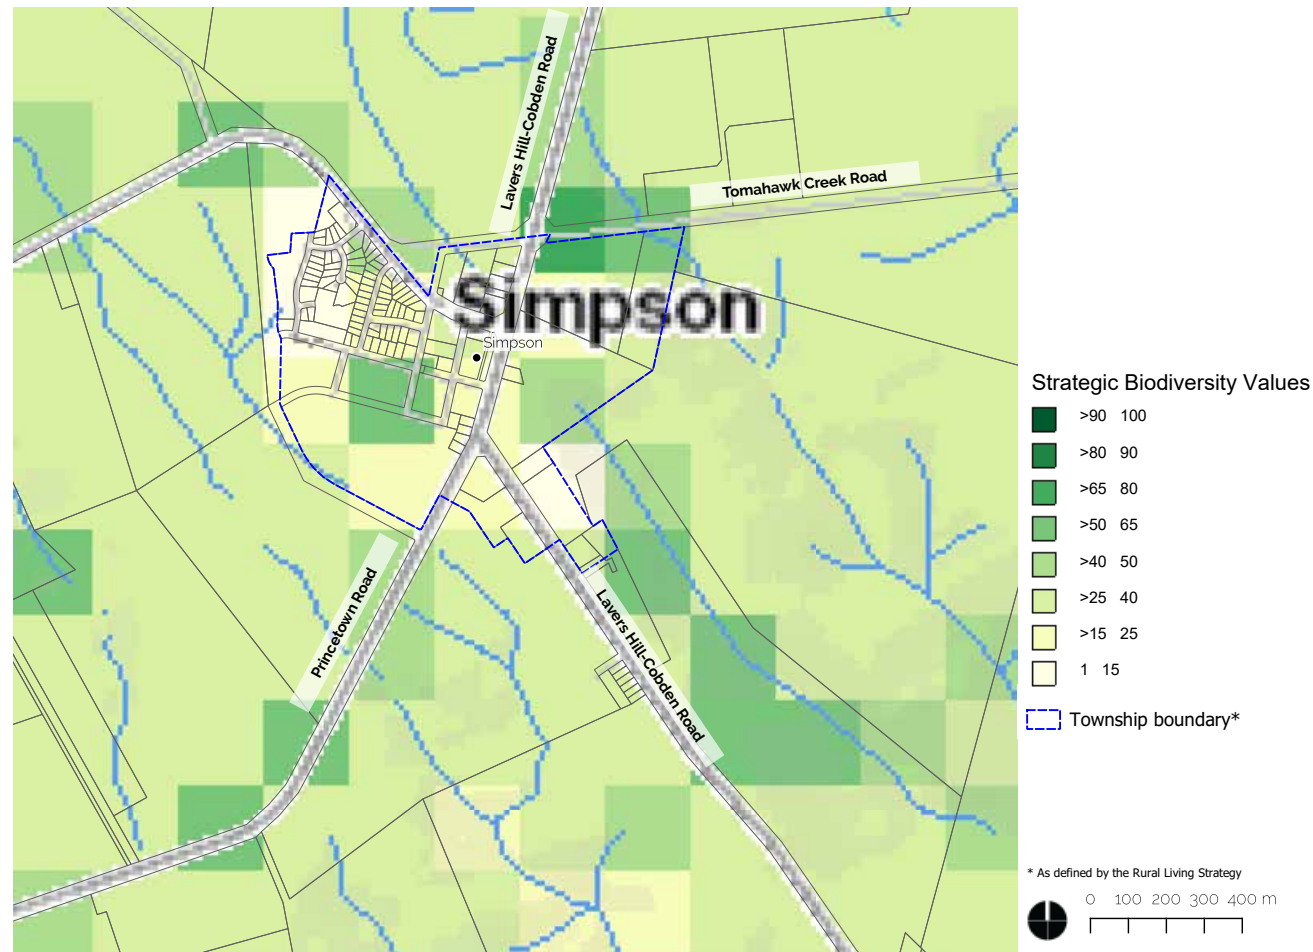 Lavers Hill-Cobden Road
Tomahawk Creek Road
Simpson
Simpson
Princetown Road
Lavers Hill-Cobden Road
Strategic Biodiversity Values
>90 100
>80 90
>65 80
>50 65
>40 50
>25 40
>15 25
1 15
Township boundary*
* As defined by the Rural Living Strategy
0 100 200 300 400 m